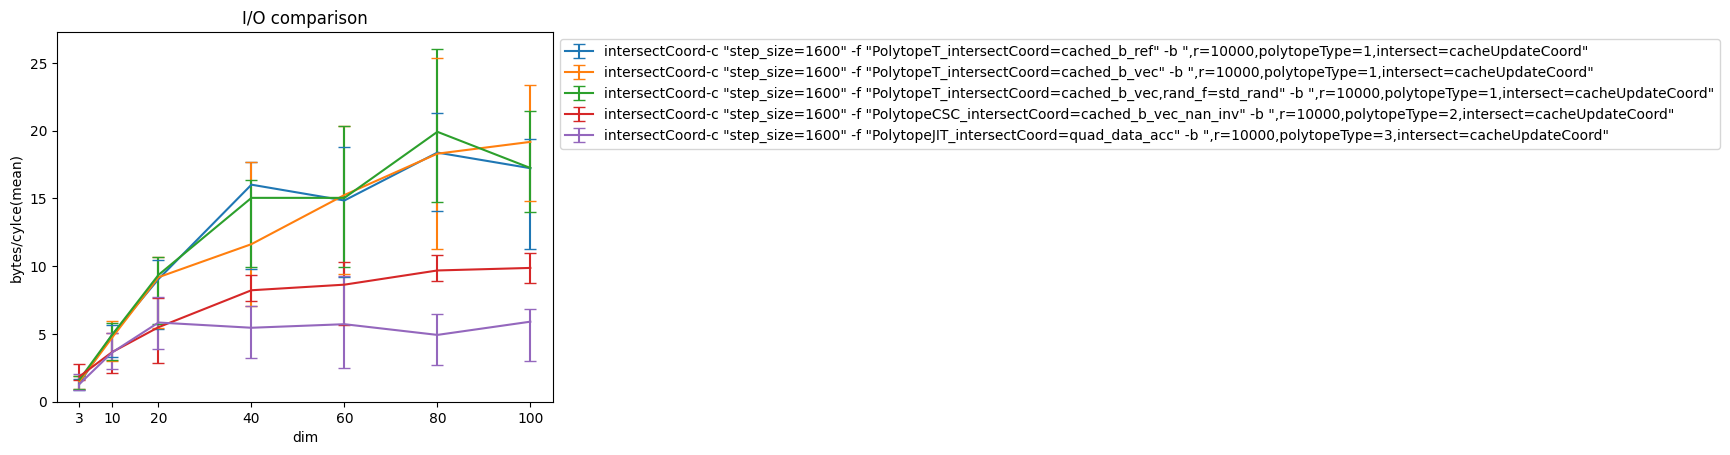 I/O comparison
bytes/cylce(mean)
25
20
15
10
5
0
3 10 20 40 60 80 100
dim
intersectCoord-c "step_size=1600" -f "PolytopeT_intersectCoord=cached_b_ref" -b ",r=10000,polytopeType=1,intersect=cacheUpdateCoord"
intersectCoord-c "step_size=1600" -f "PolytopeT_intersectCoord=cached_b_vec" -b ",r=10000,polytopeType=1,intersect=cacheUpdateCoord"
intersectCoord-c "step_size=1600" -f "PolytopeT_intersectCoord=cached_b_vec,rand_f=std_rand" -b ",r=10000,polytopeType=1,intersect=cacheUpdateCoord"
intersectCoord-c "step_size=1600" -f "PolytopeCSC_intersectCoord=cached_b_vec_nan_inv" -b ",r=10000,polytopeType=2,intersect=cacheUpdateCoord"
intersectCoord-c "step_size=1600" -f "PolytopeJIT_intersectCoord=quad_data_acc" -b ",r=10000,polytopeType=3,intersect=cacheUpdateCoord"